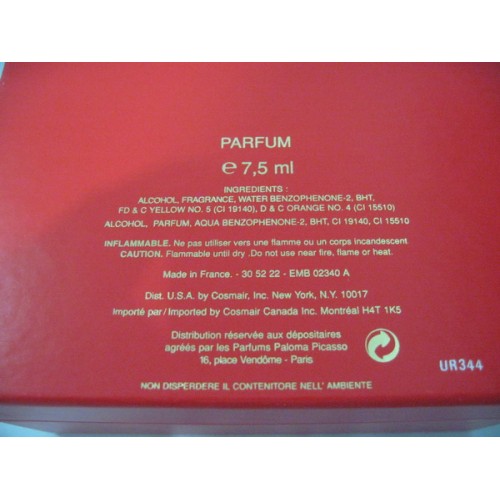 PARFUM
e 7,5 ml
INGREDIENTS :
ALCOHOL, FRAGRANCE, WATER BENZOPHENONE-2, BHT,
FD & C YELLOW NO. 5 (CI 19140), D & C ORANGE NO. 4 (CI 15510)
ALCOHOL, PARFUM, AQUA BENZOPHENONE-2, BHT, CI 19140, CI 15510
INFLAMMABLE. Ne pas utiliser vers une flamme ou un corps incandescent
CAUTION. Flammable until dry .Do not use near fire, flame or heat.
Made in France. - 30 52 22 - EMB 02340 A
Dist. U.S.A. by Cosmair, Inc. New York, N.Y. 10017
Importé par / Imported by Cosmair Canada Inc. Montréal H4T 1K5
Distribution réservée aux dépositaires
agréés par les Parfums Paloma Picasso
16, place Vendôme - Paris
UR344
NON DISPERDERE IL CONTENITORE NELL' AMBIENTE